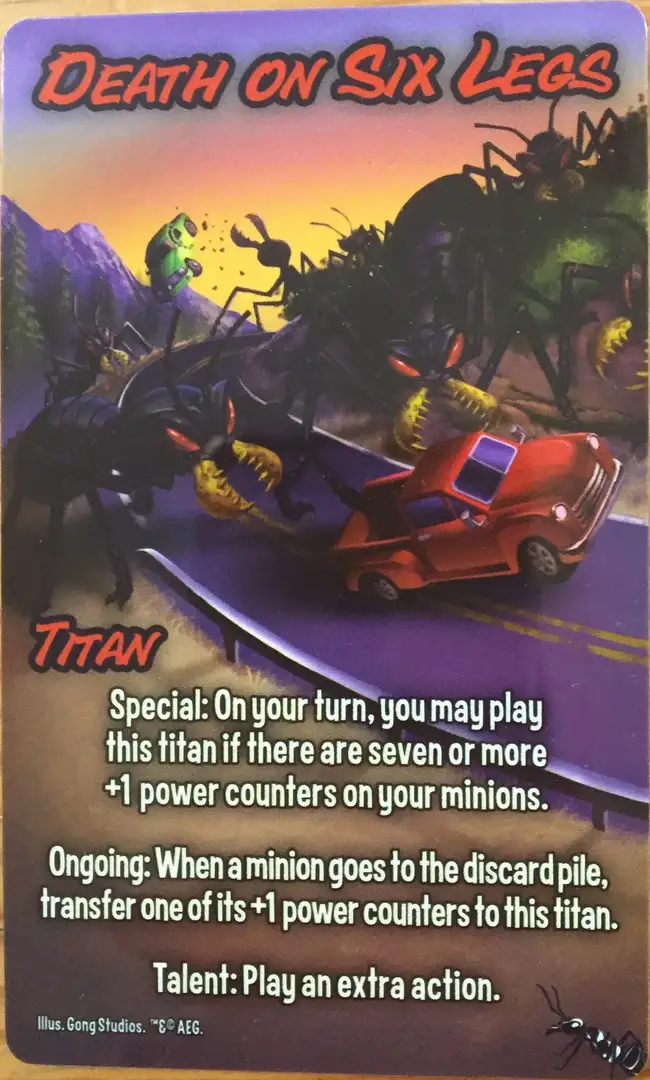 Death on Six Legs
Titan
Special: On your turn, you may play
this titan if there are seven or more
+1 power counters on your minions.
Ongoing: When a minion goes to the discard pile,
transfer one of its +1 power counters to this titan.
Talent: Play an extra action.
Illus. Gong Studios. ™&© AEG.